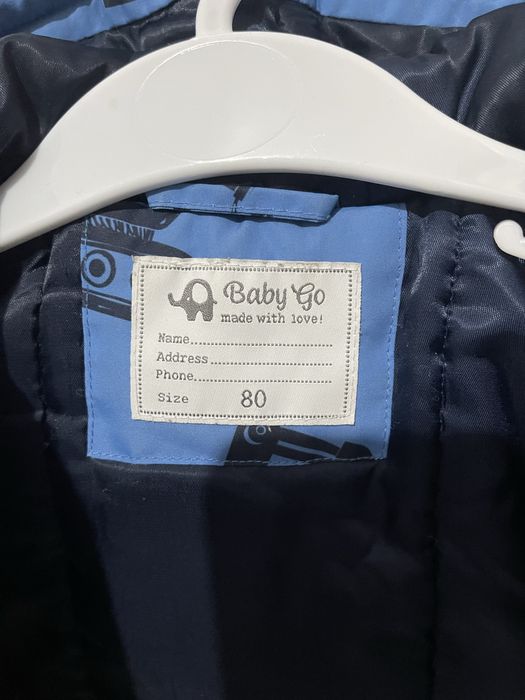 Baby Go
made with love!
Name........................
Address....................
Phone.......................
Size 80